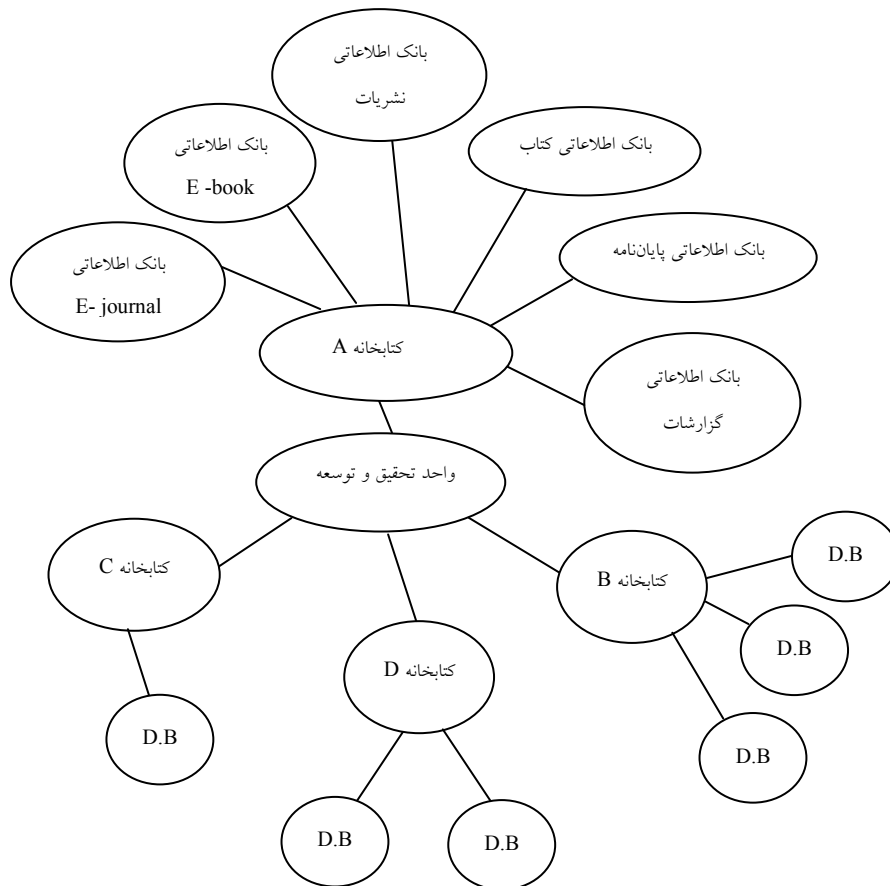 بانک اطلاعاتی
نشریات
بانک اطلاعاتی کتاب
بانک اطلاعاتی
E -book
بانک اطلاعاتی پایان‌نامه
بانک اطلاعاتی
E- journal
کتابخانه A
بانک اطلاعاتی
گزارشات
واحد تحقیق و توسعه
کتابخانه B
کتابخانه C
کتابخانه D
D.B
D.B
D.B
D.B
D.B
D.B